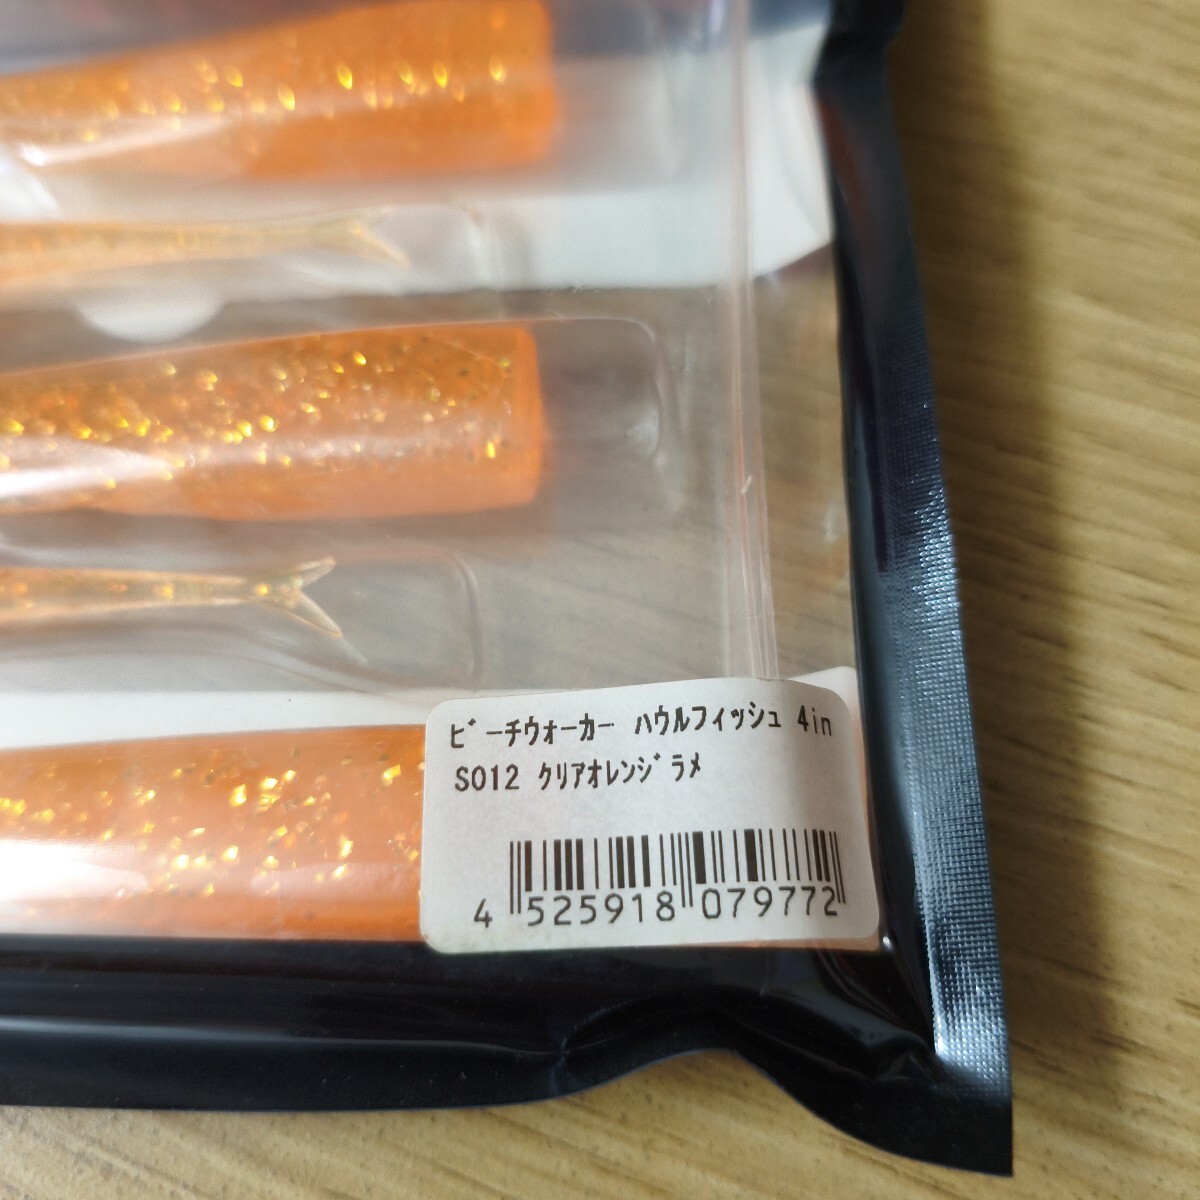 ﾋﾞｰﾁｳｫｰｶｰ ﾊｳﾙﾌｨｯｼｭ 4in
S012 ｸﾘｱｵﾚﾝｼﾞﾗﾒ
4 525918 079772